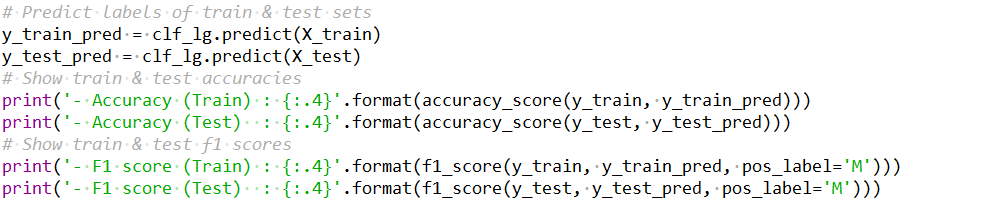 # Predict labels of train & test sets
y_train_pred = clf_lg.predict(X_train)
y_test_pred = clf_lg.predict(X_test)
# Show train & test accuracies
print('- Accuracy (Train) : {:.4}'.format(accuracy_score(y_train, y_train_pred)))
print('- Accuracy (Test)  : {:.4}'.format(accuracy_score(y_test, y_test_pred)))
# Show train & test f1 scores
print('- F1 score (Train) : {:.4}'.format(f1_score(y_train, y_train_pred, pos_label='M')))
print('- F1 score (Test)  : {:.4}'.format(f1_score(y_test, y_test_pred, pos_label='M')))